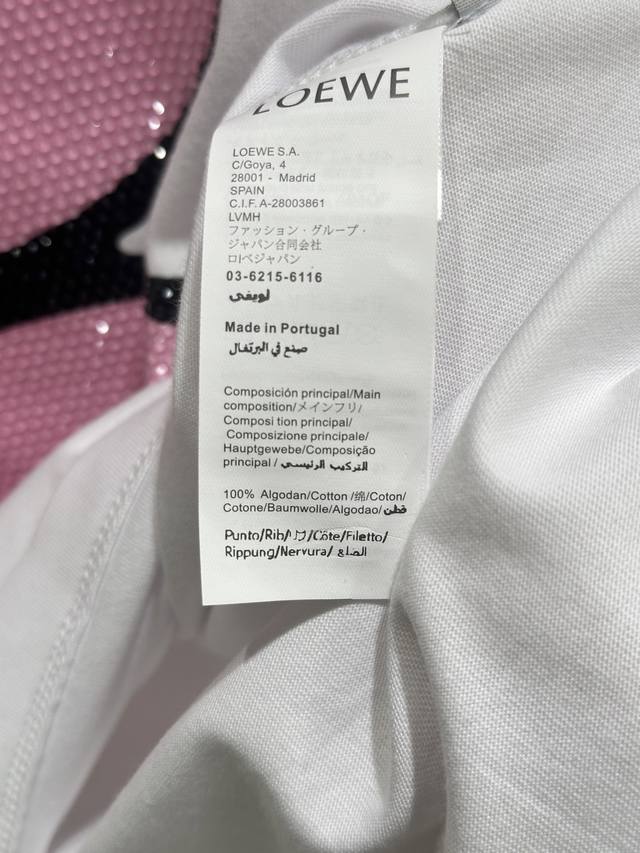 LOEWE
LOEWE S.A.
C/Goya, 4
28001 - Madrid
SPAIN
C.I.F. A-28003861
LVMH
ファッション・グループ・
ジャパン合同会社
ロエベジャパン
03-6215-6116
لويفى
Made in Portugal
صنع في البرتغال
Composición principal/Main
composition/メインフリ/
Composi tion principal/
Composizione principale/
Hauptgewebe/Composição
principal / التركيب الرئيسي
100% Algodan/Cotton /绵/Coton/
Cotone/Baumwolle/Algodao/قطن
Punto/Rib/ /Côte/Filetto/
Rippung/Nervura/ الضلع